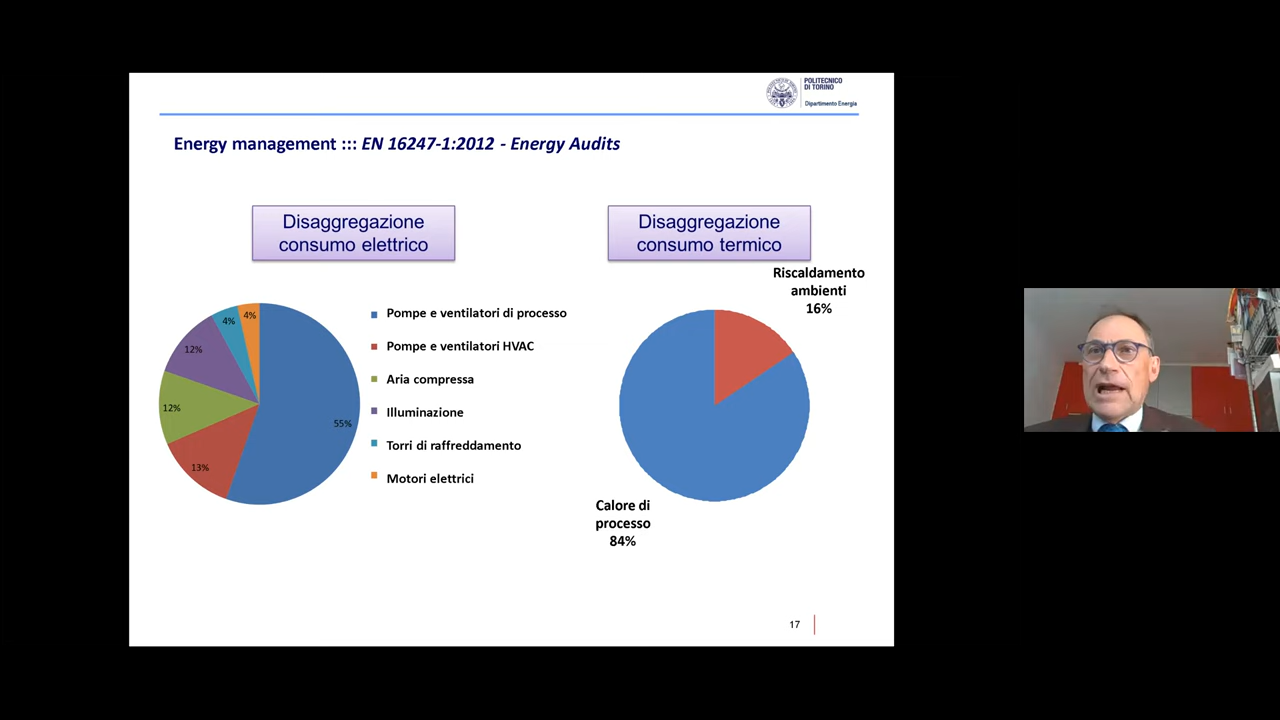 POLITECNICO
DI TORINO
Dipartimento Energia
Energy management ::: EN 16247-1:2012 - Energy Audits
Disaggregazione
consumo elettrico
Disaggregazione
consumo termico
4%
4%
12%
12%
13%
55%
Pompe e ventilatori di processo
Pompe e ventilatori HVAC
Aria compressa
Illuminazione
Torri di raffreddamento
Motori elettrici
Riscaldamento
ambienti
16%
Calore di
processo
84%
17